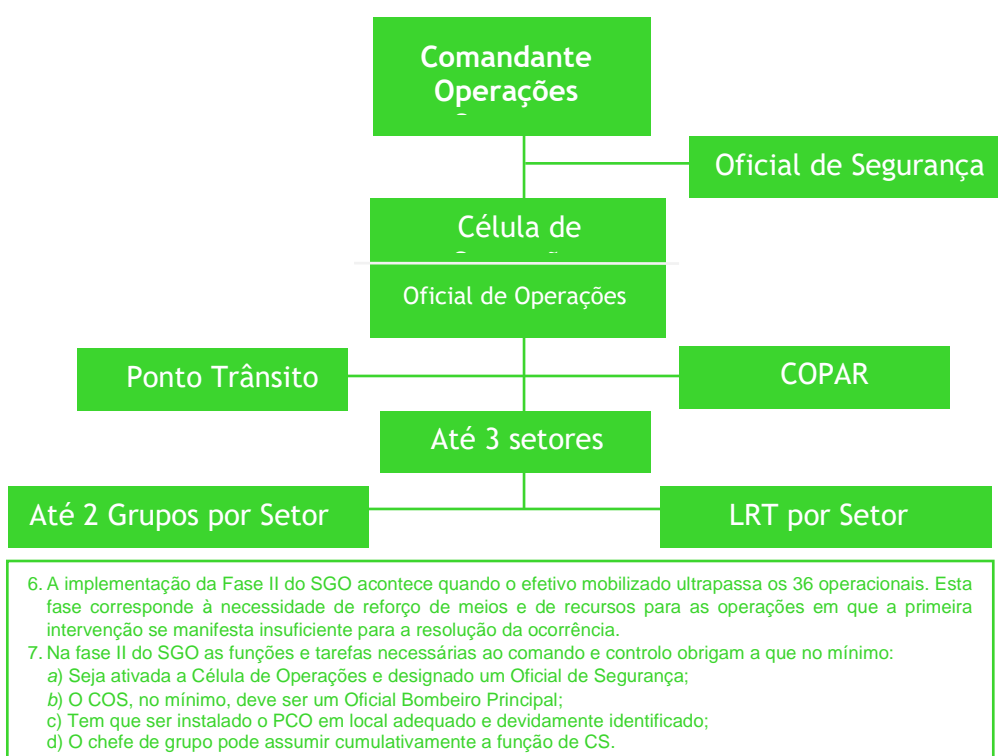 Comandante
Operações
Oficial de Segurança
Célula de
Oficial de Operações
Ponto Trânsito
COPAR
Até 3 setores
Até 2 Grupos por Setor
LRT por Setor
6. A implementação da Fase II do SGO acontece quando o efetivo mobilizado ultrapassa os 36 operacionais. Esta
fase corresponde à necessidade de reforço de meios e de recursos para as operações em que a primeira
intervenção se manifesta insuficiente para a resolução da ocorrência.
7. Na fase II do SGO as funções e tarefas necessárias ao comando e controlo obrigam a que no mínimo:
a) Seja ativada a Célula de Operações e designado um Oficial de Segurança;
b) O COS, no mínimo, deve ser um Oficial Bombeiro Principal;
c) Tem que ser instalado o PCO em local adequado e devidamente identificado;
d) O chefe de grupo pode assumir cumulativamente a função de CS.